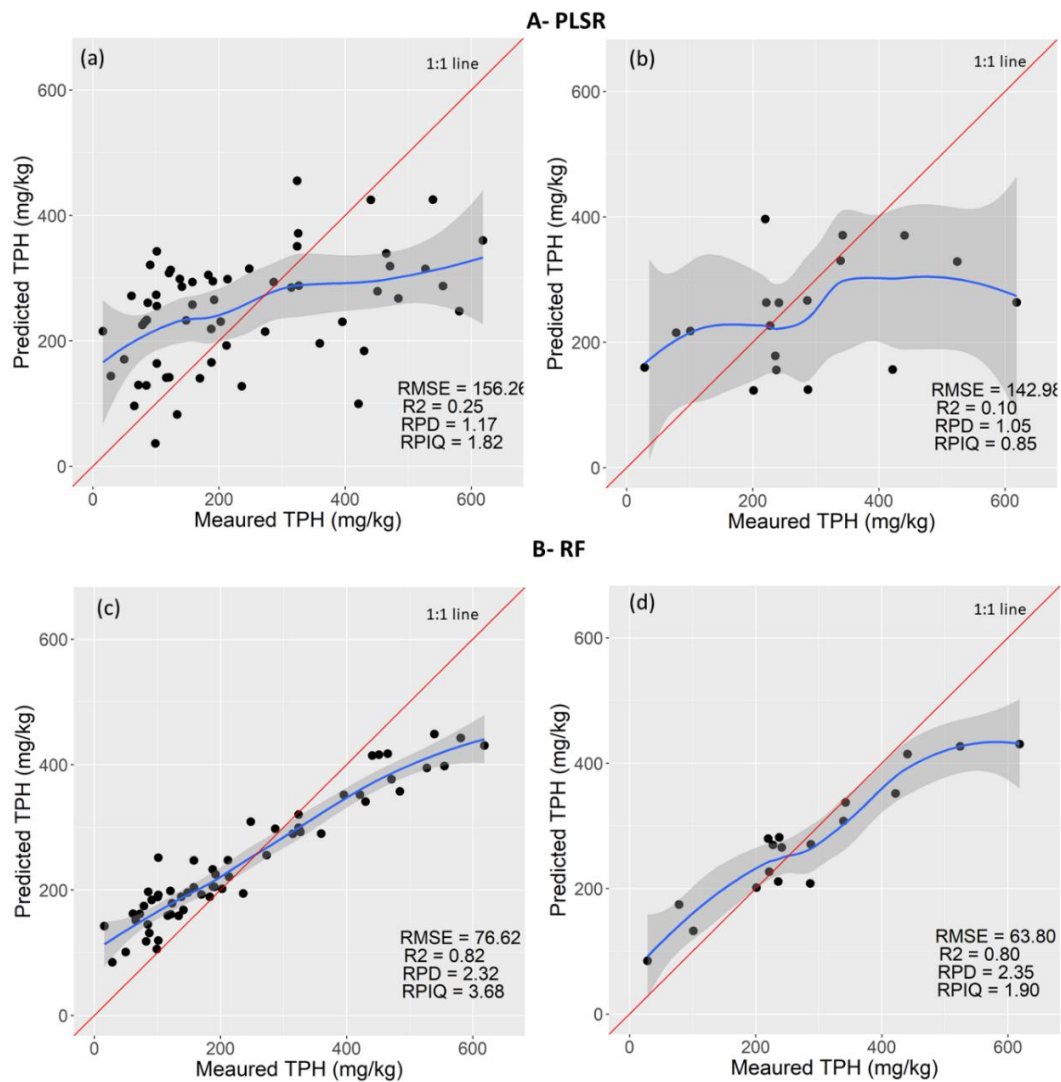 A- PLSR
(a)
1:1 line
600
400
200
0
Predicted TPH (mg/kg)
RMSE = 156.26
R2 = 0.25
RPD = 1.17
RPIQ = 1.82
0 200 400 600
Meaured TPH (mg/kg)
(b)
1:1 line
600
400
200
0
Predicted TPH (mg/kg)
RMSE = 142.98
R2 = 0.10
RPD = 1.05
RPIQ = 0.85
0 200 400 600
Meaured TPH (mg/kg)
B- RF
(c)
1:1 line
600
400
200
0
Predicted TPH (mg/kg)
RMSE = 76.62
R2 = 0.82
RPD = 2.32
RPIQ = 3.68
0 200 400 600
Meaured TPH (mg/kg)
(d)
1:1 line
600
400
200
0
Predicted TPH (mg/kg)
RMSE = 63.80
R2 = 0.80
RPD = 2.35
RPIQ = 1.90
0 200 400 600
Meaured TPH (mg/kg)